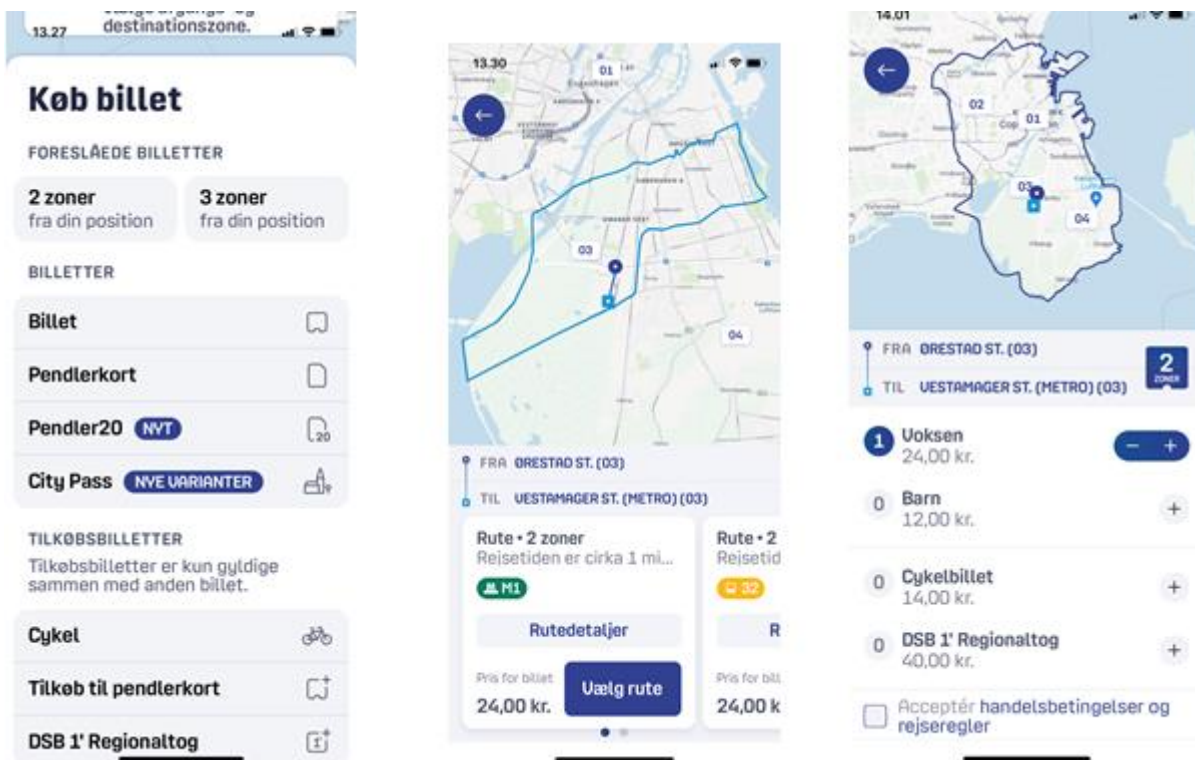 13.27
destinationszone.
Køb billet
FORESLÅEDE BILLETTER
2 zoner
fra din position
3 zoner
fra din position
BILLETTER
Billet
Pendlerkort
Pendler20 NYT
20
City Pass NYE VARIANTER
TILKØBSBILLETTER
Tilkøbsbilletter er kun gyldige
sammen med anden billet.
Cykel
Tilkøb til pendlerkort
DSB 1' Regionaltog
13.30
01
03
04
FRA ØRESTAD ST. (03)
TIL VESTAMAGER ST. (METRO) (03)
Rute • 2 zoner
Rejsetiden er cirka 1 mi...
M1
Rutedetaljer
Pris for billet
24,00 kr.
Vælg rute
Rute • 2
Rejsetid
32
R
Pris for bill
24,00 k
14.01
02
01
03
04
FRA ØRESTAD ST. (03)
TIL VESTAMAGER ST. (METRO) (03)
2
ZONER
1 Voksen
24,00 kr.
0 Barn
12,00 kr.
0 Cykelbillet
14,00 kr.
0 DSB 1' Regionaltog
40,00 kr.
Acceptér handelsbetingelser og
rejseregler